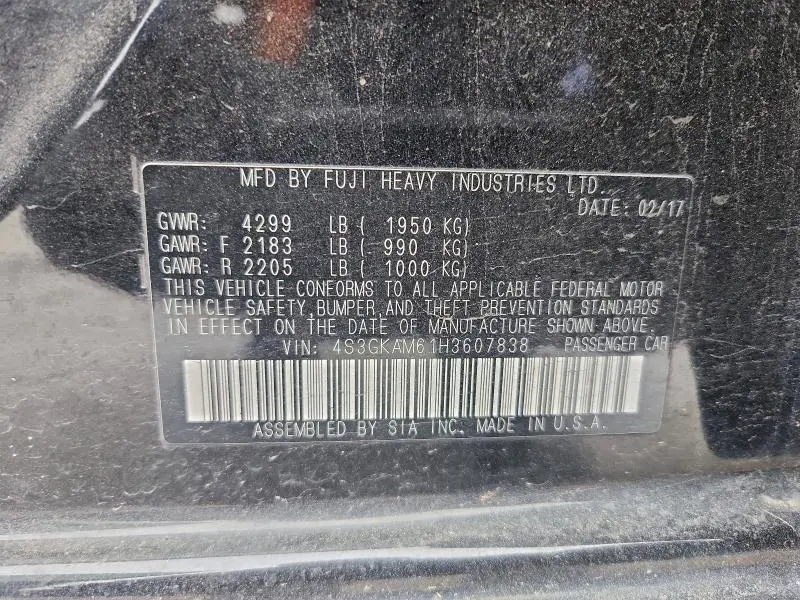 MFD BY FUJI HEAVY INDUSTRIES LTD.
DATE: 02/17
GVWR: 4299 LB ( 1950 KG)
GAWR: F 2183 LB ( 990 KG)
GAWR: R 2205 LB ( 1000 KG)
THIS VEHICLE CONFORMS TO ALL APPLICABLE FEDERAL MOTOR
VEHICLE SAFETY, BUMPER, AND THEFT PREVENTION STANDARDS
IN EFFECT ON THE DATE OF MANUFACTURE SHOWN ABOVE.
VIN: 4S3GKAM61H3607838 PASSENGER CAR
ASSEMBLED BY SIA INC. MADE IN U.S.A.